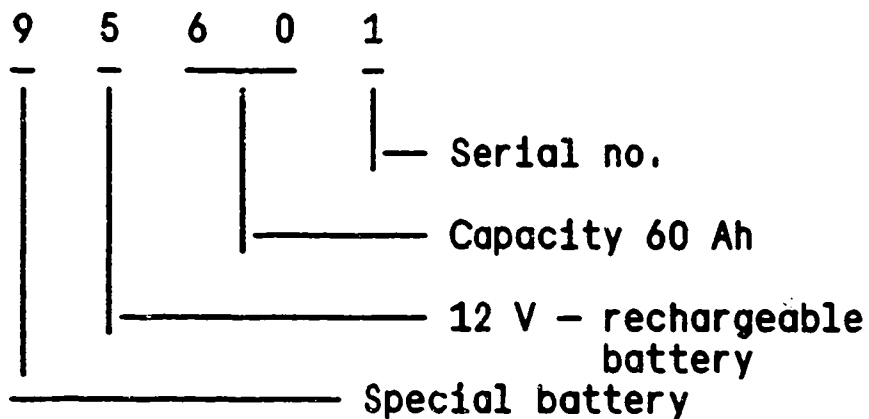 9 5 6 0 1
Serial no.
Capacity 60 Ah
12 V – rechargeable
battery
Special battery